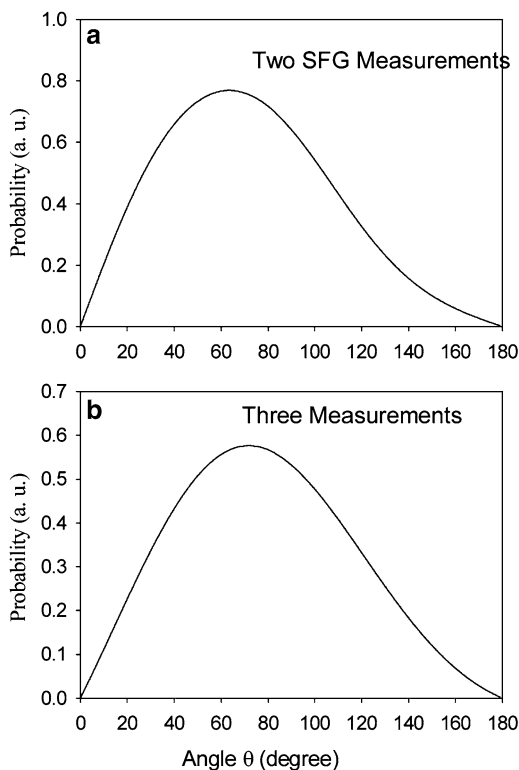 a
Two SFG Measurements
Probability (a. u.)
1.0
0.8
0.6
0.4
0.2
0.0
0 20 40 60 80 100 120 140 160 180
b
Three Measurements
Probability (a. u.)
0.7
0.6
0.5
0.4
0.3
0.2
0.1
0.0
0 20 40 60 80 100 120 140 160 180
Angle θ (degree)